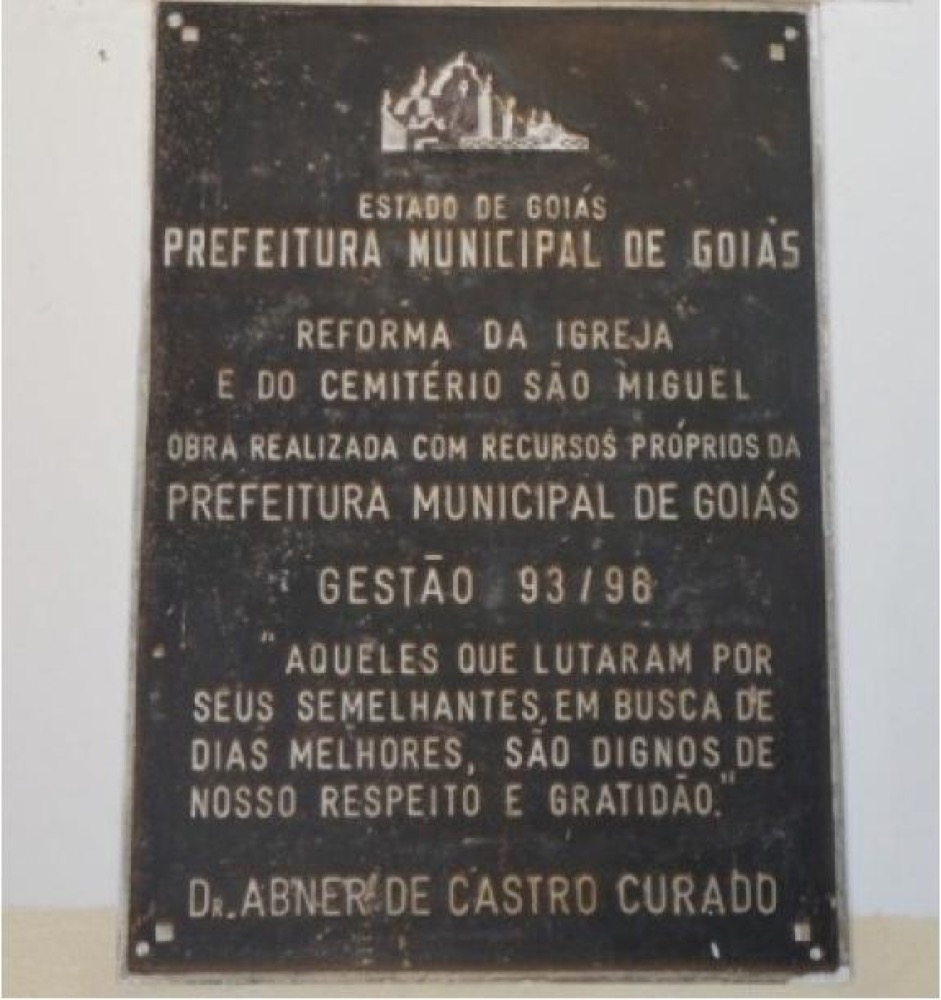 ESTADO DE GOIÁS
PREFEITURA MUNICIPAL DE GOIÁS
REFORMA DA IGREJA
E DO CEMITÉRIO SÃO MIGUEL
OBRA REALIZADA COM RECURSOS PRÓPRIOS DA
PREFEITURA MUNICIPAL DE GOIÁS
GESTÃO 93/96
"AQUELES QUE LUTARAM POR
SEUS SEMELHANTES, EM BUSCA DE
DIAS MELHORES, SÃO DIGNOS DE
NOSSO RESPEITO E GRATIDÃO."
DR. ABNER DE CASTRO CURADO